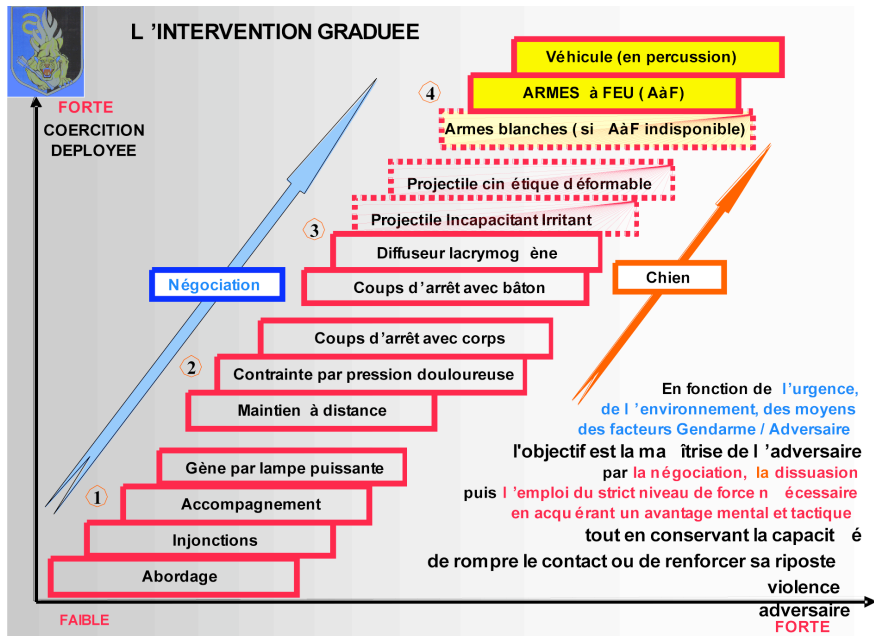 L 'INTERVENTION GRADUEE
FORTE
COERCITION
DEPLOYEE
4
Véhicule (en percussion)
ARMES à FEU ( AàF)
Armes blanches ( si AàF indisponible)
Projectile cin étique d éformable
Projectile Incapacitant Irritant
3
Diffuseur lacrymog ène
Coups d'arrêt avec bâton
Négociation
Chien
2
Coups d'arrêt avec corps
Contrainte par pression douloureuse
Maintien à distance
1
Gène par lampe puissante
Accompagnement
Injonctions
Abordage
En fonction de l'urgence,
de l 'environnement, des moyens
des facteurs Gendarme / Adversaire
l'objectif est la ma îtrise de l 'adversaire
par la négociation, la dissuasion
puis l 'emploi du strict niveau de force n écessaire
en acqu érant un avantage mental et tactique
tout en conservant la capacit é
de rompre le contact ou de renforcer sa riposte
violence
adversaire
FAIBLE
FORTE